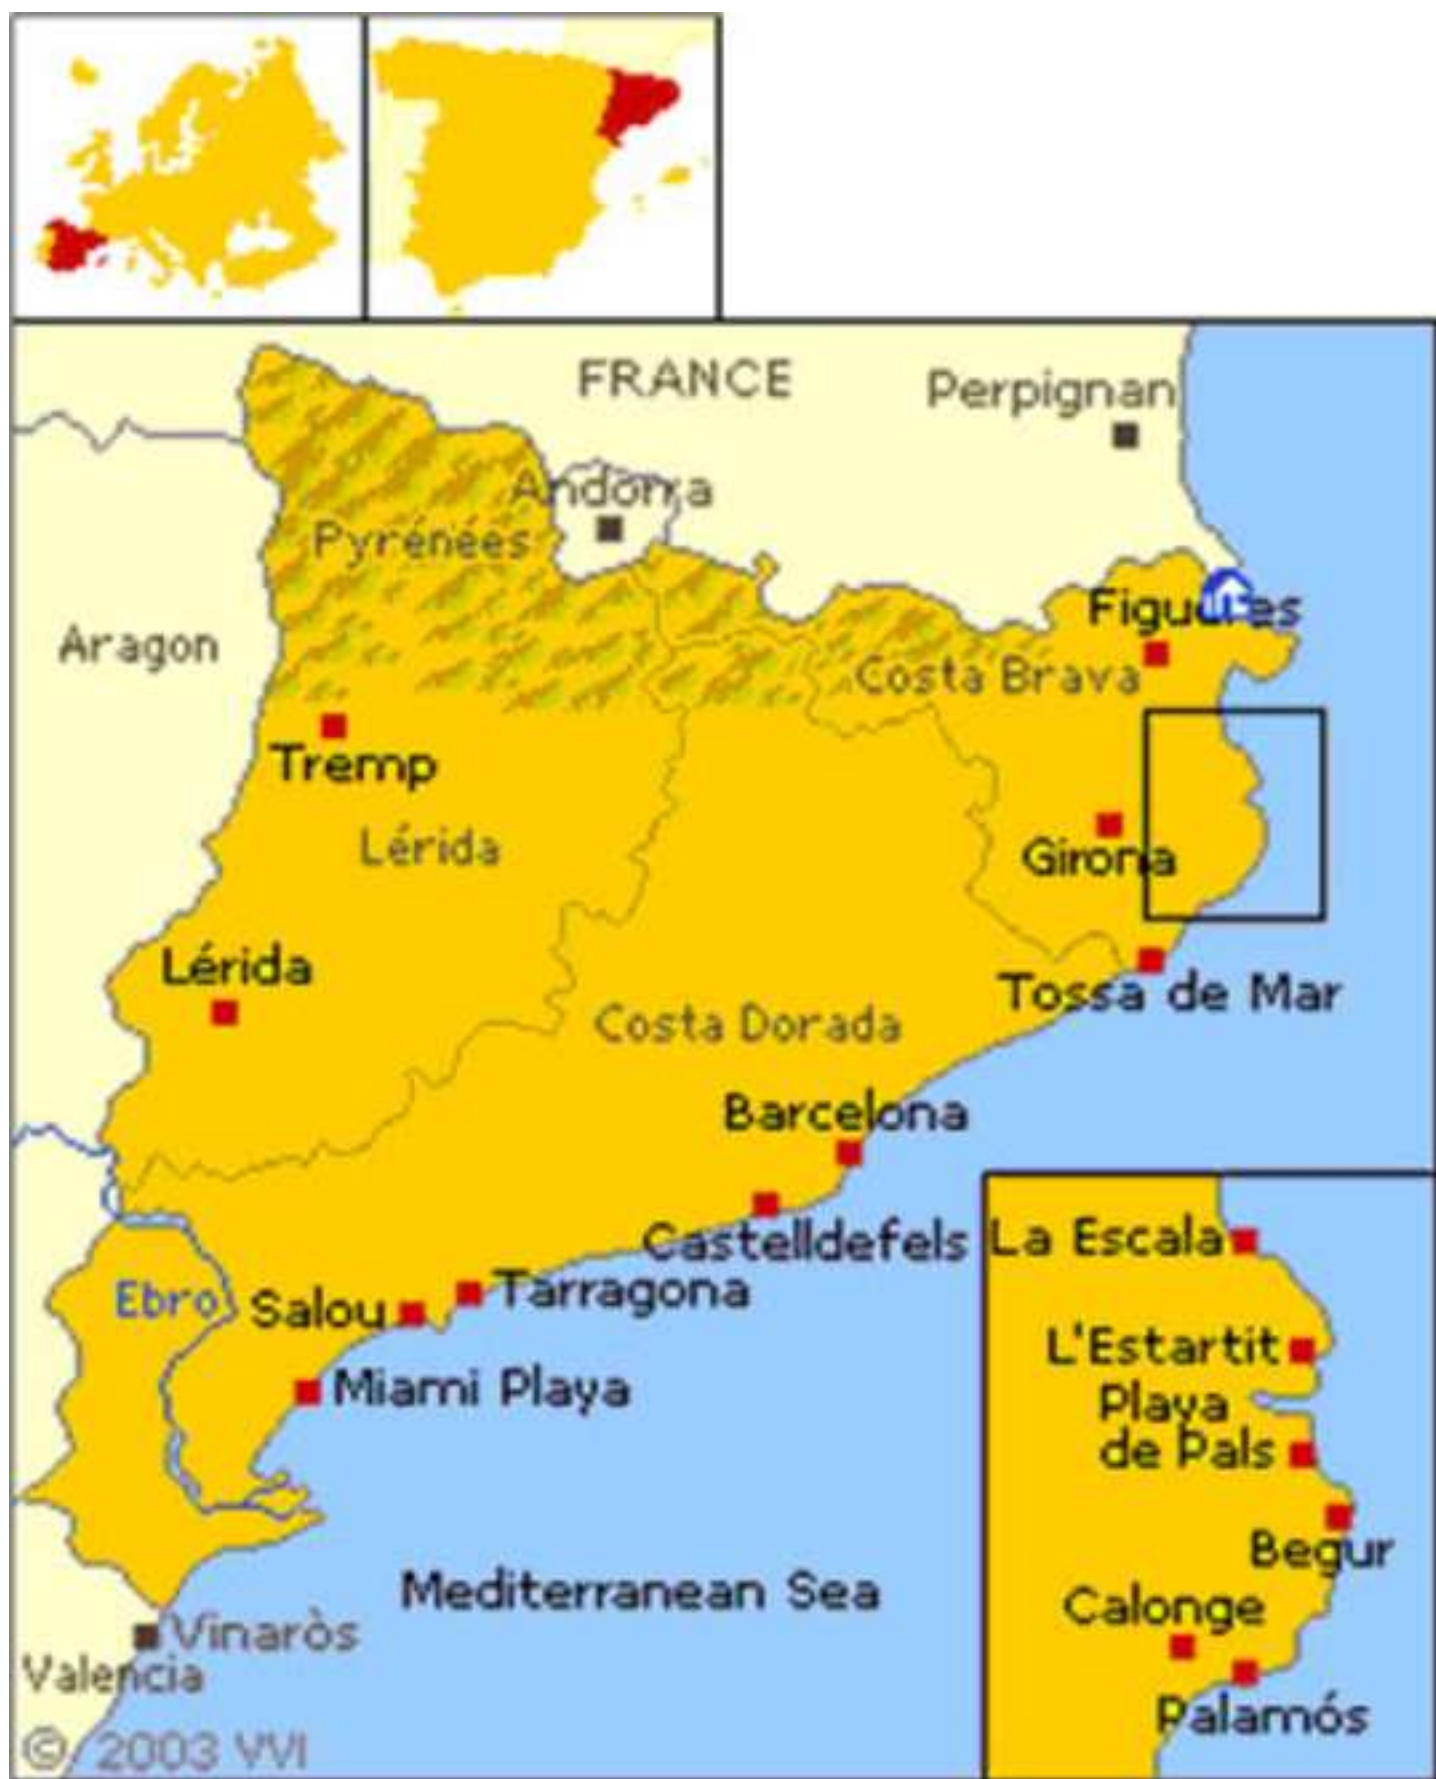 FRANCE
Perpignan
Andorra
Pyrénées
Figueres
Aragon
Costa Brava
Tremp
Lérida
Girona
Lérida
Tossa de Mar
Costa Dorada
Barcelona
Castelldefels
La Escala
Ebro
Salou
Tarragona
L'Estartit
Miami Playa
Playa
de Pals
Begur
Mediterranean Sea
Calonge
Vinaròs
Valencia
Palamós
© 2003 VVI